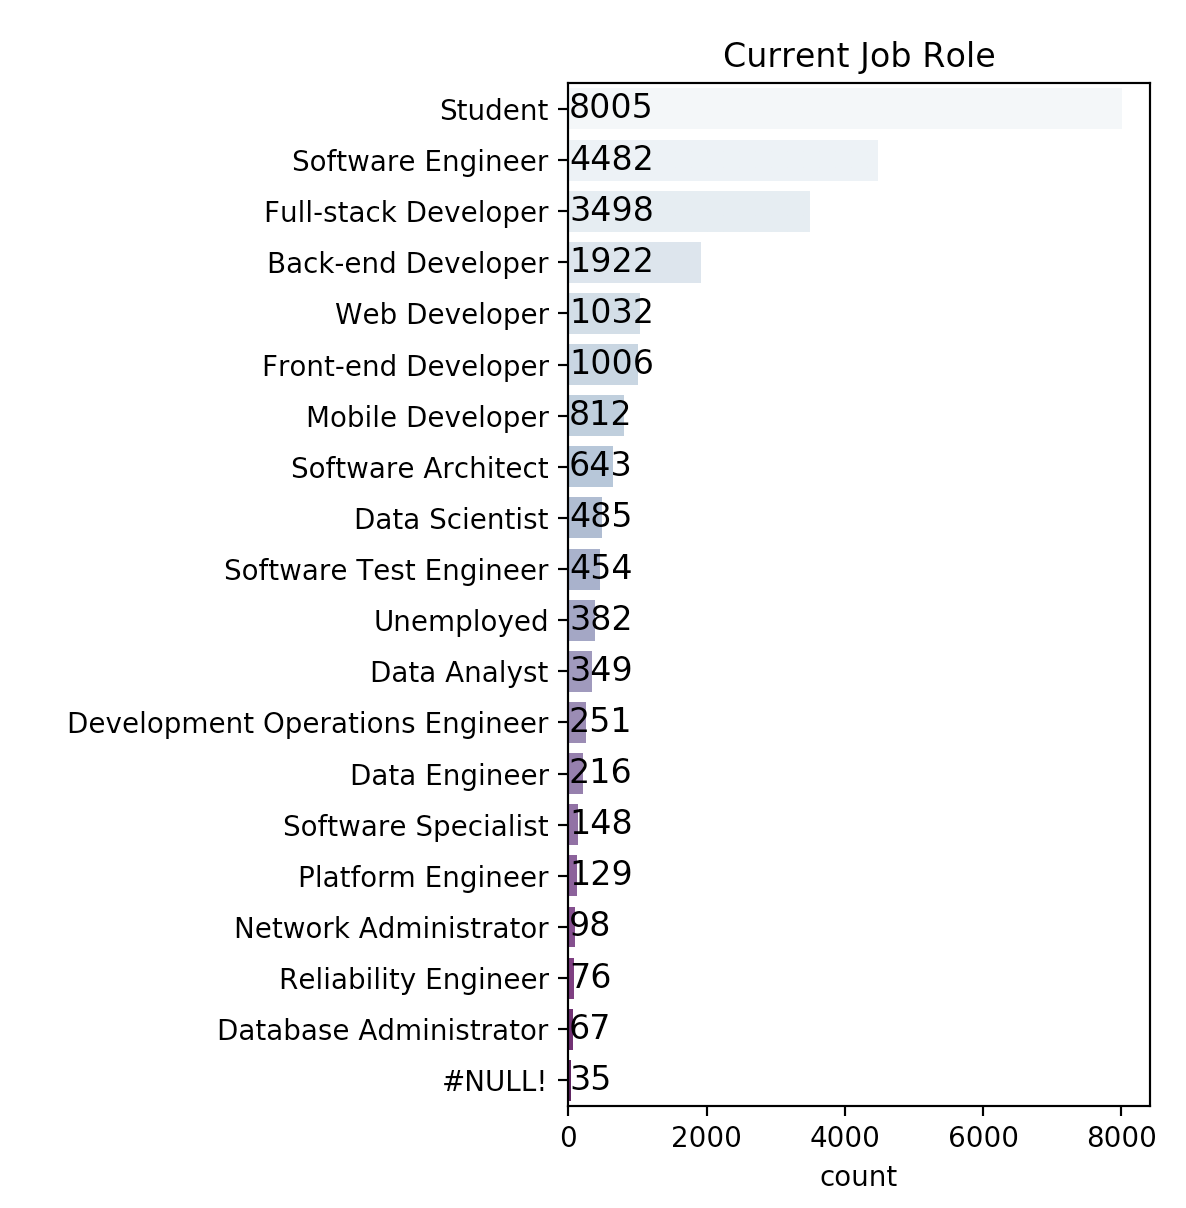 Current Job Role
Student 8005
Software Engineer 4482
Full-stack Developer 3498
Back-end Developer 1922
Web Developer 1032
Front-end Developer 1006
Mobile Developer 812
Software Architect 643
Data Scientist 485
Software Test Engineer 454
Unemployed 382
Data Analyst 349
Development Operations Engineer 251
Data Engineer 216
Software Specialist 148
Platform Engineer 129
Network Administrator 98
Reliability Engineer 76
Database Administrator 67
#NULL! 35
0 2000 4000 6000 8000
count